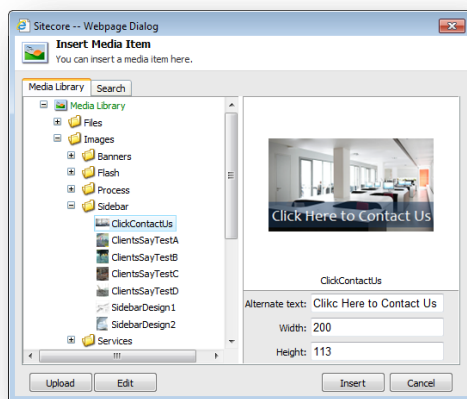 Sitecore -- Webpage Dialog
Insert Media Item
You can insert a media item here.
Media Library
Search
Media Library
Files
Images
Banners
Flash
Process
Sidebar
ClickContactUs
ClientsSayTestA
ClientsSayTestB
ClientsSayTestC
ClientsSayTestD
SidebarDesign1
SidebarDesign2
Services
Click Here to Contact Us
ClickContactUs
Alternate text: Clikc Here to Contact Us
Width: 200
Height: 113
Upload
Edit
Insert
Cancel